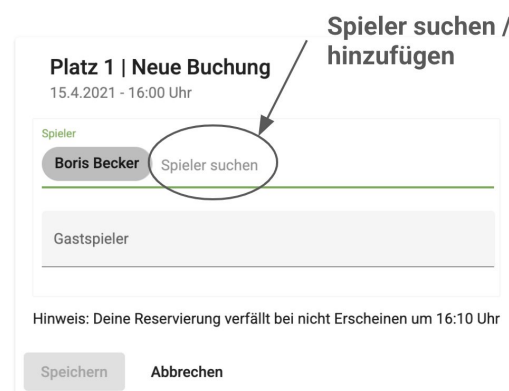 Spieler suchen /
hinzufügen
Platz 1 | Neue Buchung
15.4.2021 - 16:00 Uhr
Spieler
Boris Becker Spieler suchen
Gastspieler
Hinweis: Deine Reservierung verfällt bei nicht Erscheinen um 16:10 Uhr
Speichern Abbrechen